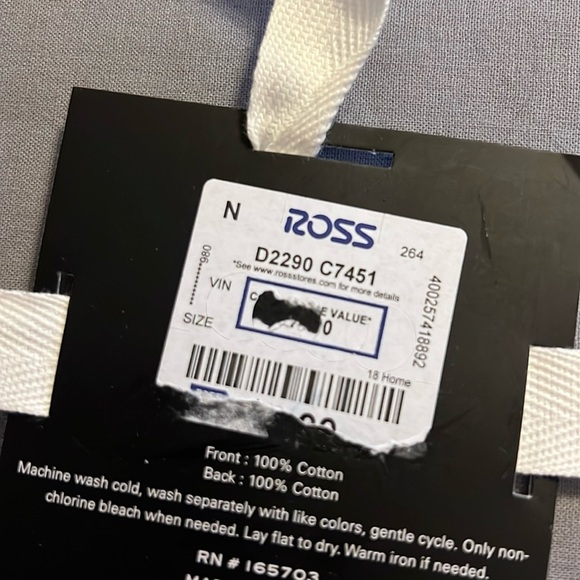 N ROSS 264
D2290 C7451
*See www.rossstores.com for more details
980
VIN
VALUE*
0
SIZE
400257418892
18 Home
Front : 100% Cotton
Back : 100% Cotton
Machine wash cold, wash separately with like colors, gentle cycle. Only non-
chlorine bleach when needed. Lay flat to dry. Warm iron if needed.
RN # 165703